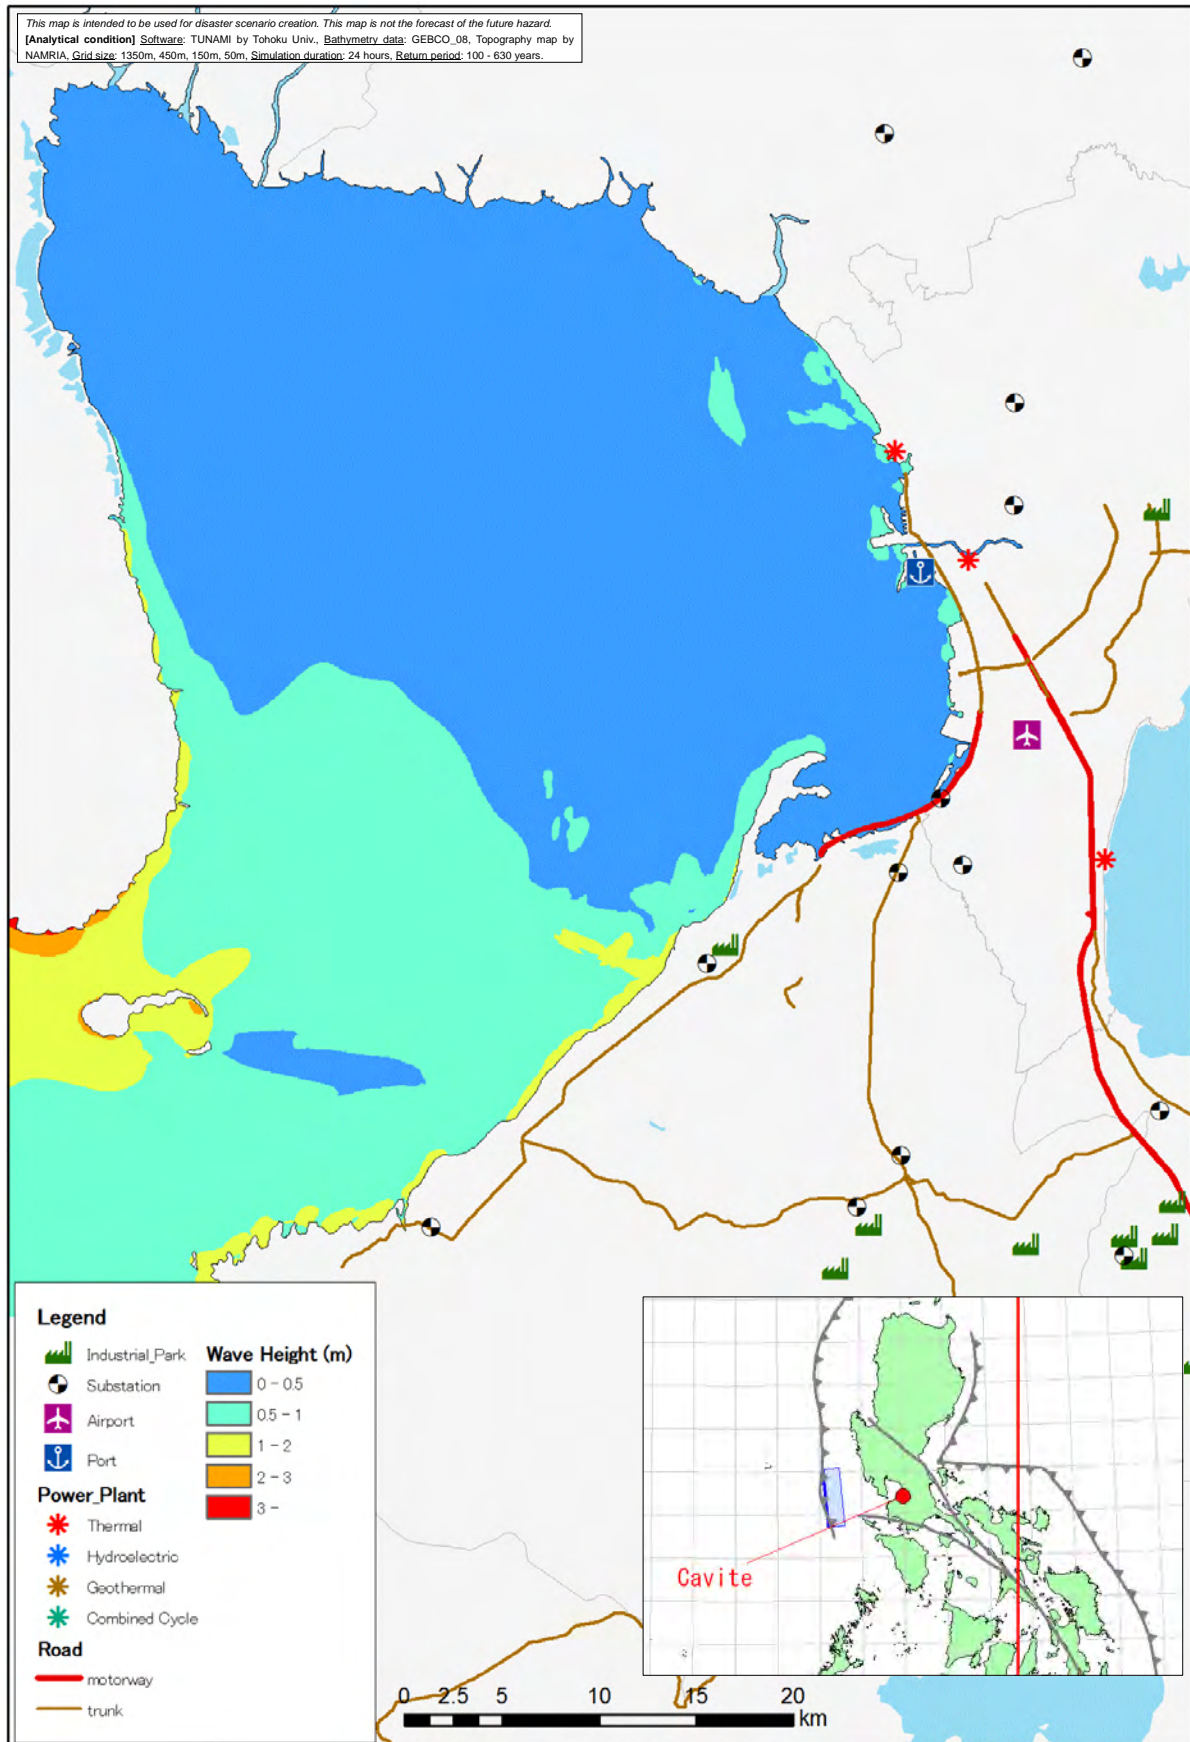 This map is intended to be used for disaster scenario creation. This map is not the forecast of the future hazard.
[Analytical condition] Software: TUNAMI by Tohoku Univ., Bathymetry data: GEBCO_08, Topography map by
NAMRIA, Grid size: 1350m, 450m, 150m, 50m, Simulation duration: 24 hours, Return period: 100 - 630 years.
Legend
Industrial_Park
Substation
Airport
Port
Power_Plant
Thermal
Hydroelectric
Geothermal
Combined Cycle
Road
motorway
trunk
Wave Height (m)
0 - 0.5
0.5 - 1
1 - 2
2 - 3
3 -
Cavite
0 2.5 5 10 15 20
km